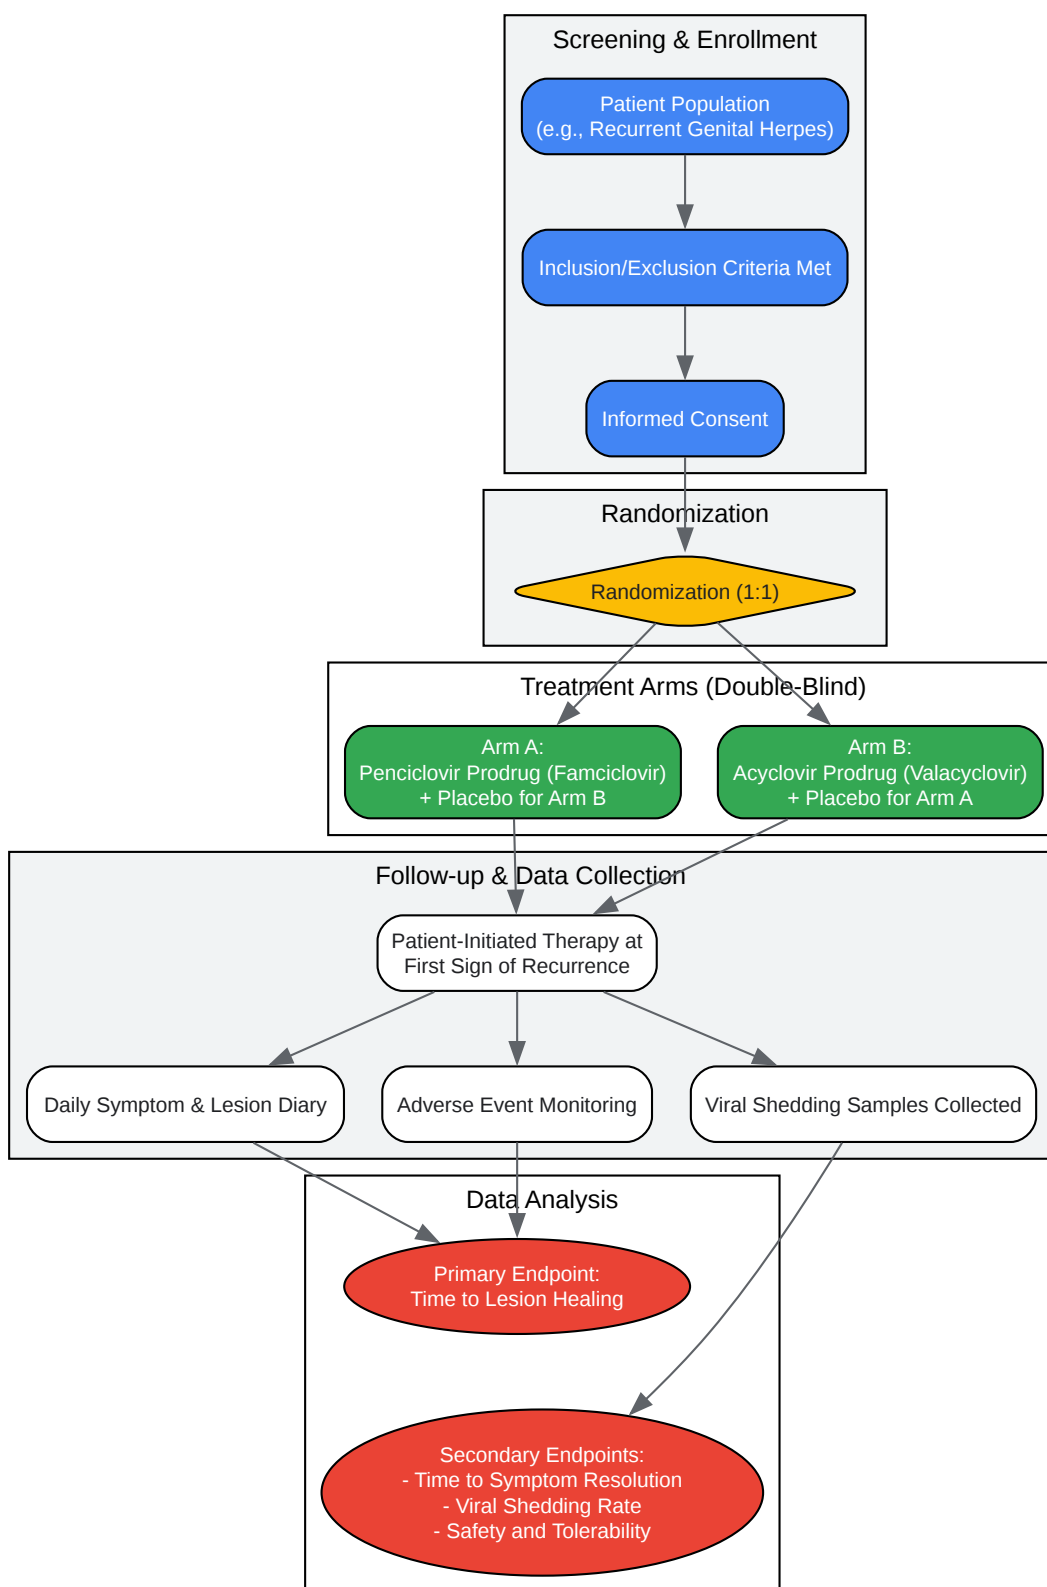 Screening & Enrollment
Patient Population
(e.g., Recurrent Genital Herpes)
Inclusion/Exclusion Criteria Met
Informed Consent
Randomization
Randomization (1:1)
Treatment Arms (Double-Blind)
Arm A:
Penciclovir Prodrug (Famciclovir)
+ Placebo for Arm B
Arm B:
Acyclovir Prodrug (Valacyclovir)
+ Placebo for Arm A
Follow-up & Data Collection
Patient-Initiated Therapy at
First Sign of Recurrence
Daily Symptom & Lesion Diary
Adverse Event Monitoring
Viral Shedding Samples Collected
Data Analysis
Primary Endpoint:
Time to Lesion Healing
Secondary Endpoints:
- Time to Symptom Resolution
- Viral Shedding Rate
- Safety and Tolerability